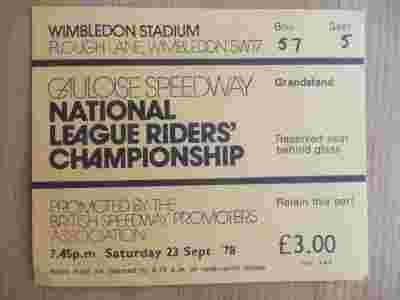 WIMBLEDON STADIUM
PLOUGH LANE, WIMBLEDON SW17
Box Seat
57 5
GAULOISE SPEEDWAY
NATIONAL
LEAGUE RIDERS'
CHAMPIONSHIP
Grandstand
Reserved seat
behind glass
PROMOTED BY THE
BRITISH SPEEDWAY PROMOTERS
ASSOCIATION
7.45p.m Saturday 23 Sept '78
Retain this part
£3.00